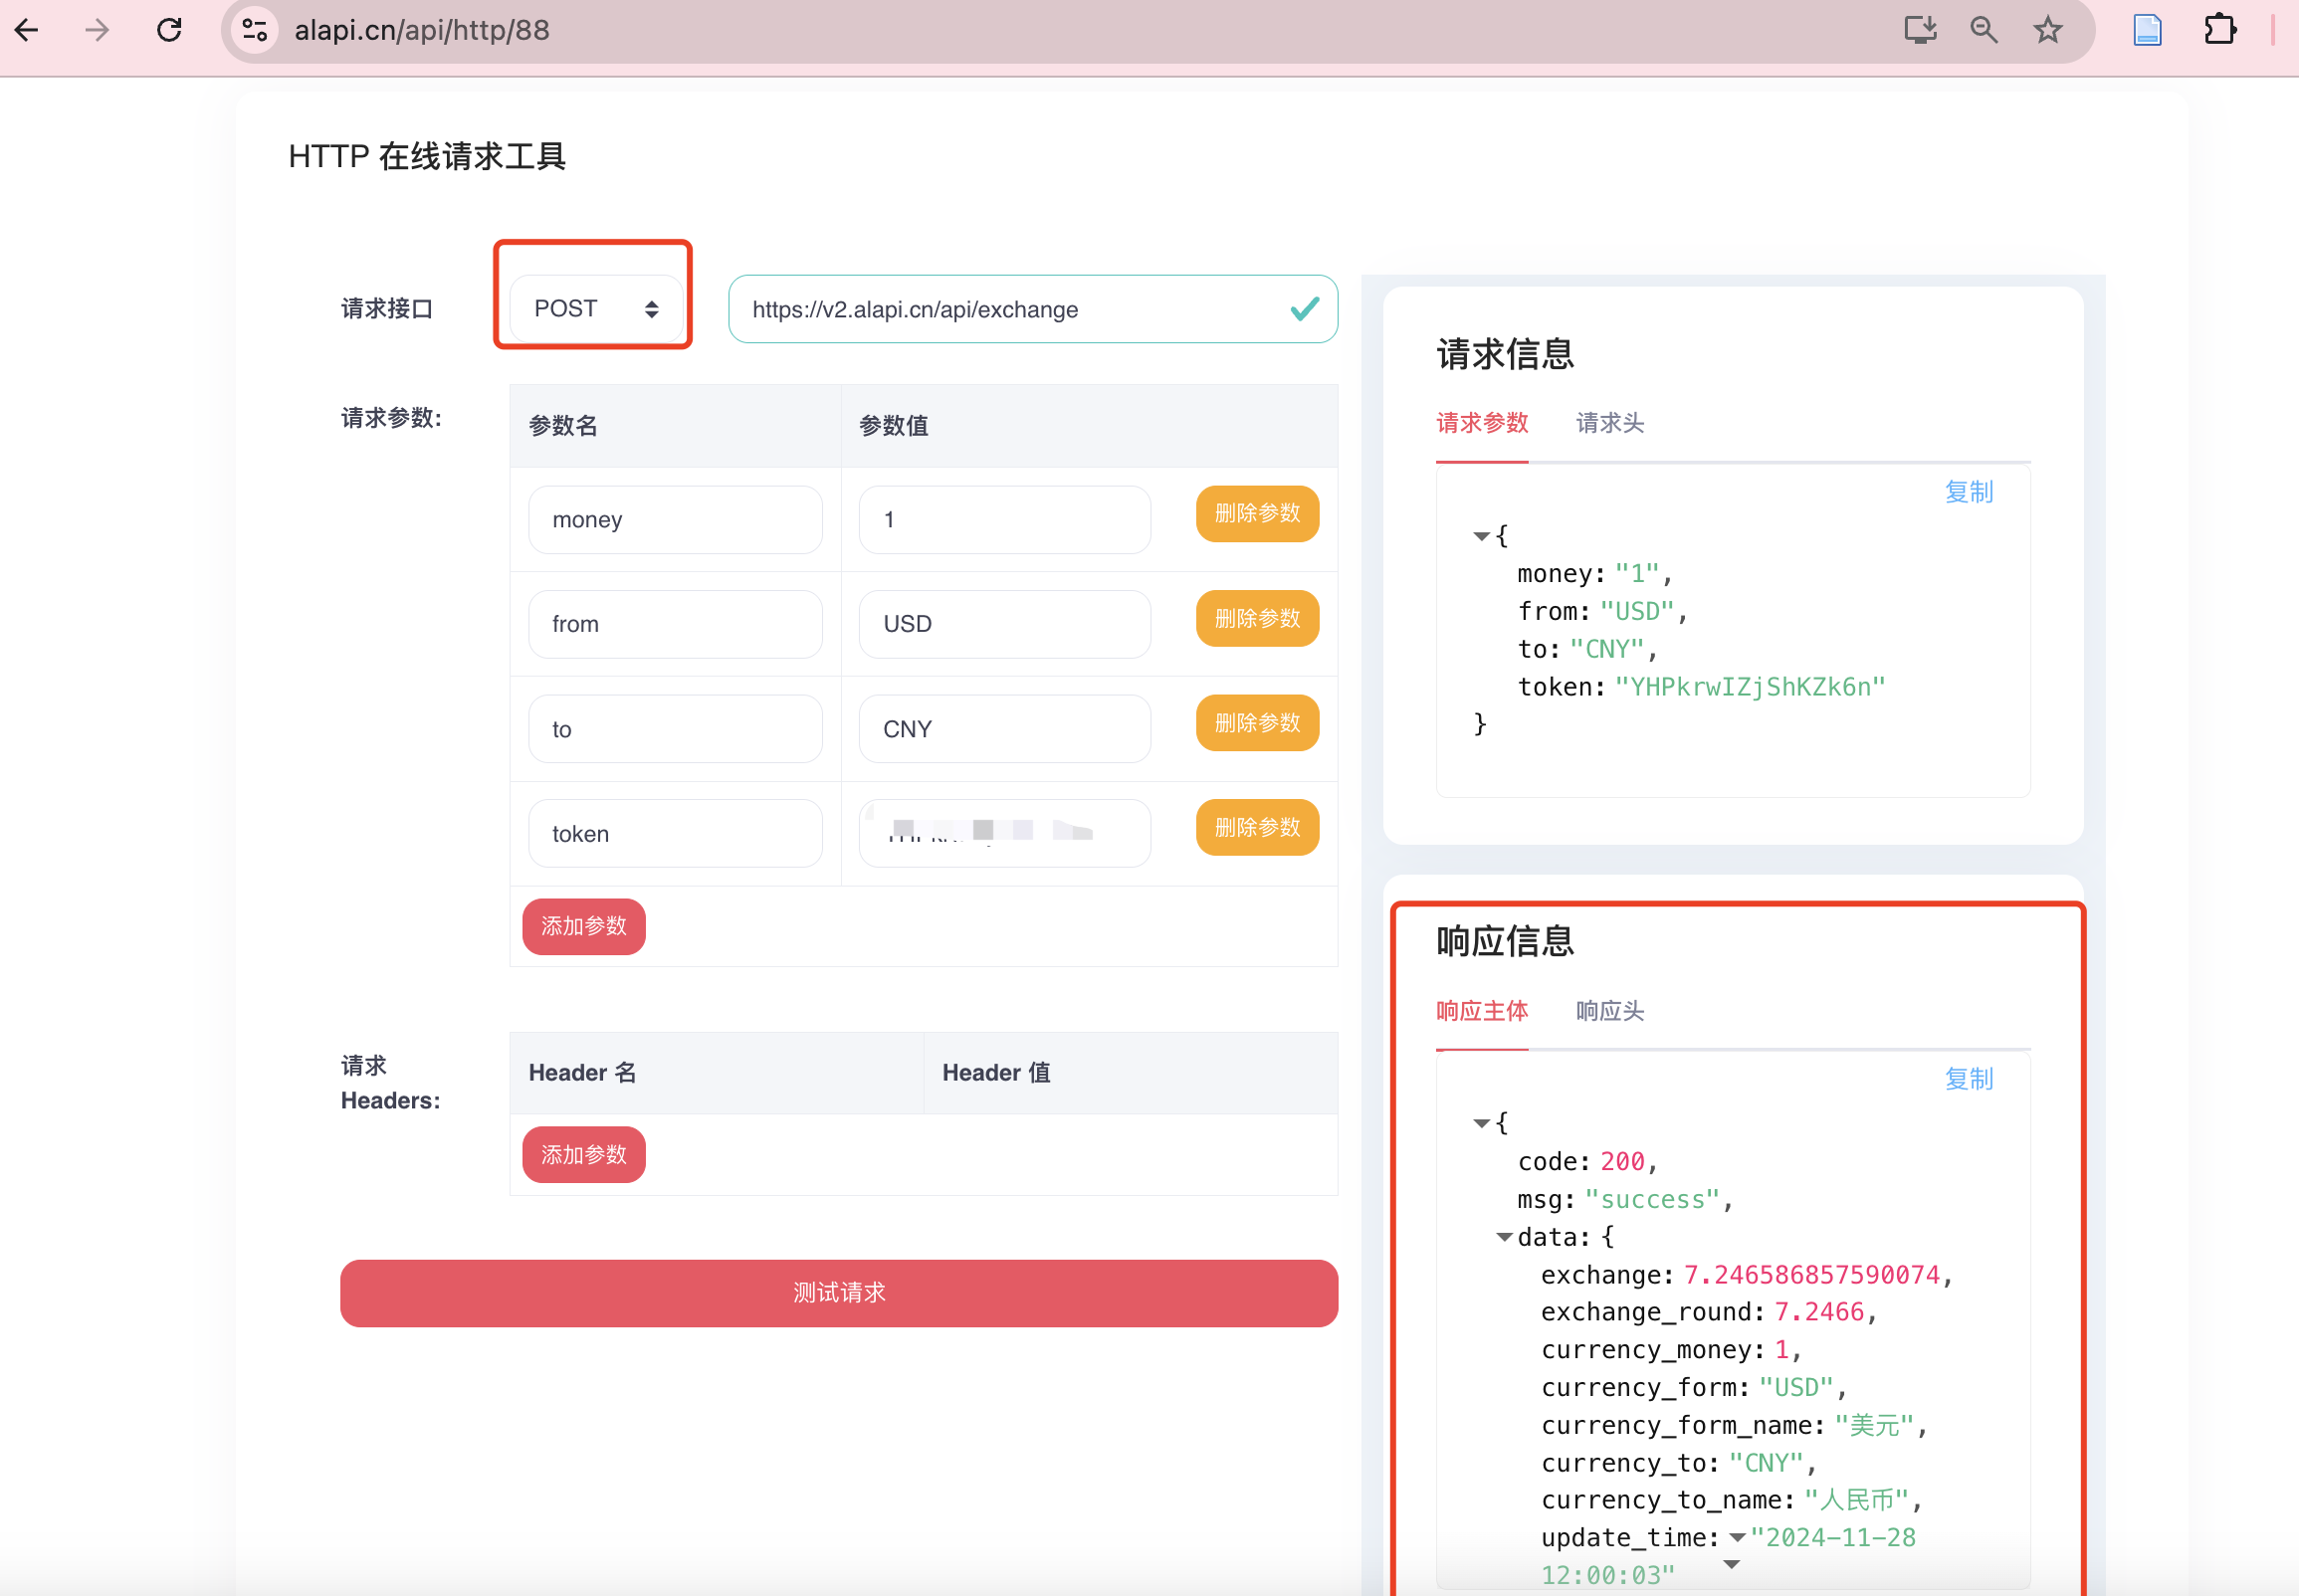 alapi.cn/api/http/88
HTTP 在线请求工具
请求接口
POST
https://v2.alapi.cn/api/exchange
请求参数:
参数名 参数值
money 1 删除参数
from USD 删除参数
to CNY 删除参数
token 删除参数
添加参数
请求
Headers:
Header 名 Header 值
添加参数
测试请求
请求信息
请求参数 请求头
复制
{
money: "1",
from: "USD",
to: "CNY",
token: "YHPkrwIZjShKZk6n"
}
响应信息
响应主体 响应头
复制
{
code: 200,
msg: "success",
data: {
exchange: 7.246586857590074,
exchange_round: 7.2466,
currency_money: 1,
currency_form: "USD",
currency_form_name: "美元",
currency_to: "CNY",
currency_to_name: "人民币",
update_time: "2024-11-28
12:00:03"